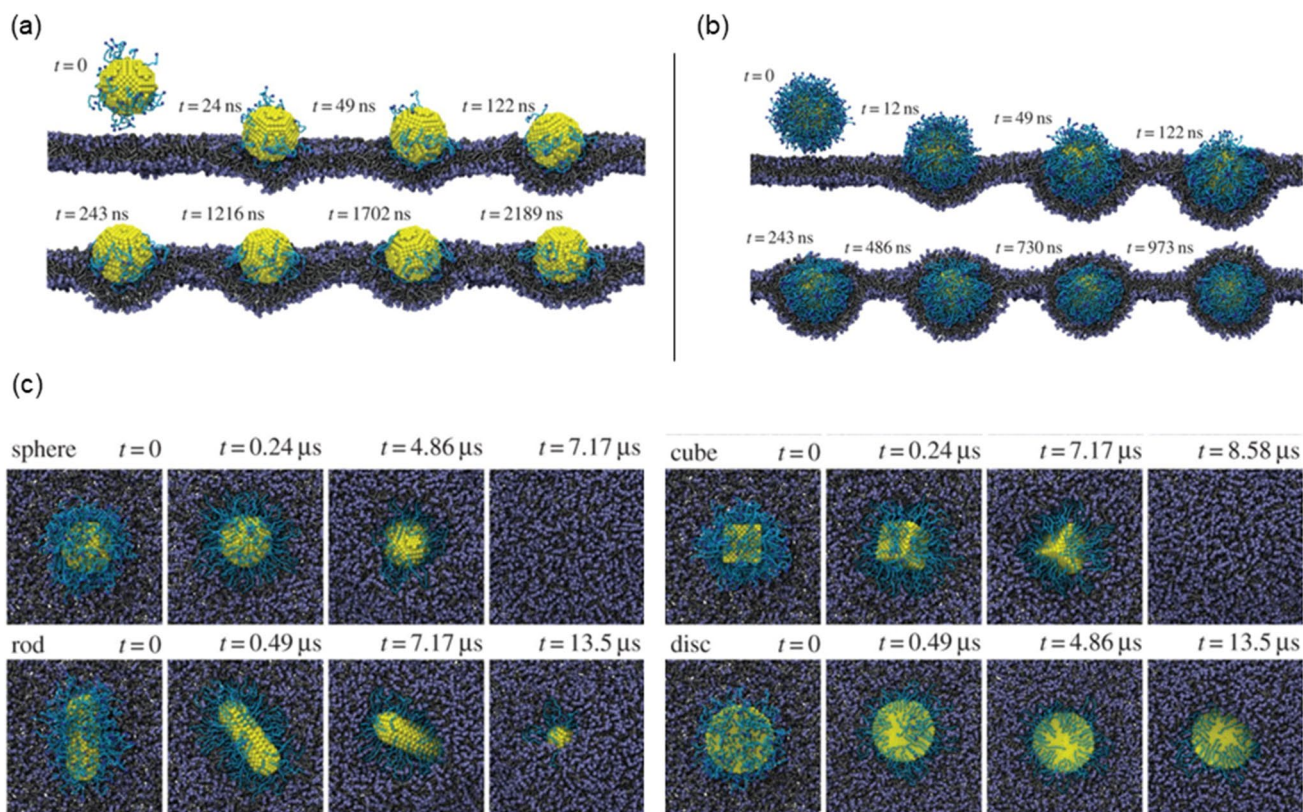 (a)
t = 0
t = 24 ns
t = 49 ns
t = 122 ns
t = 243 ns
t = 1216 ns
t = 1702 ns
t = 2189 ns
(b)
t = 0
t = 12 ns
t = 49 ns
t = 122 ns
t = 243 ns
t = 486 ns
t = 730 ns
t = 973 ns
(c)
sphere t = 0 t = 0.24 μs t = 4.86 μs t = 7.17 μs
cube t = 0 t = 0.24 μs t = 7.17 μs t = 8.58 μs
rod t = 0 t = 0.49 μs t = 7.17 μs t = 13.5 μs
disc t = 0 t = 0.49 μs t = 4.86 μs t = 13.5 μs